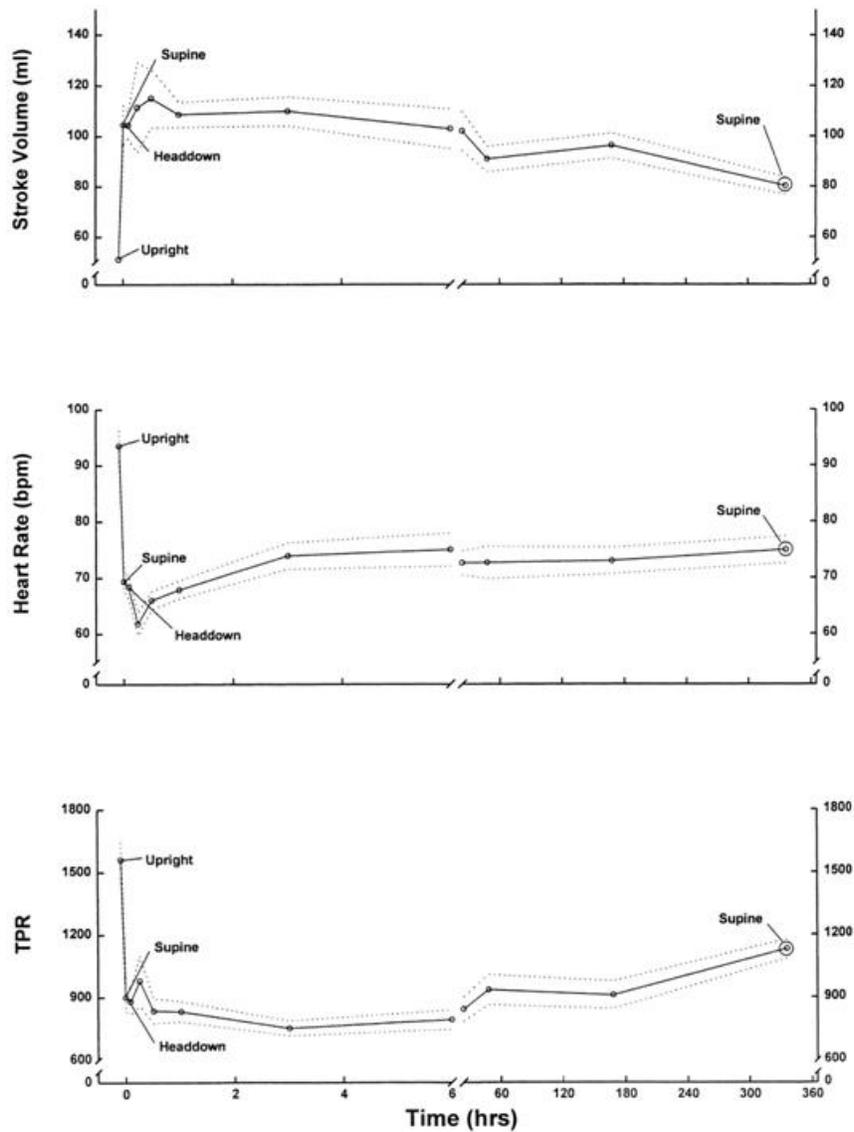 Stroke Volume (ml)
140
120
100
80
60
0
Supine
Headdown
Upright
Supine
140
120
100
80
60
0
Heart Rate (bpm)
100
90
80
70
60
0
Upright
Supine
Headdown
Supine
100
90
80
70
60
0
TPR
1800
1500
1200
900
600
0
Upright
Supine
Headdown
Supine
1800
1500
1200
900
600
0
0 2 4 6 60 120 180 240 300 360
Time (hrs)